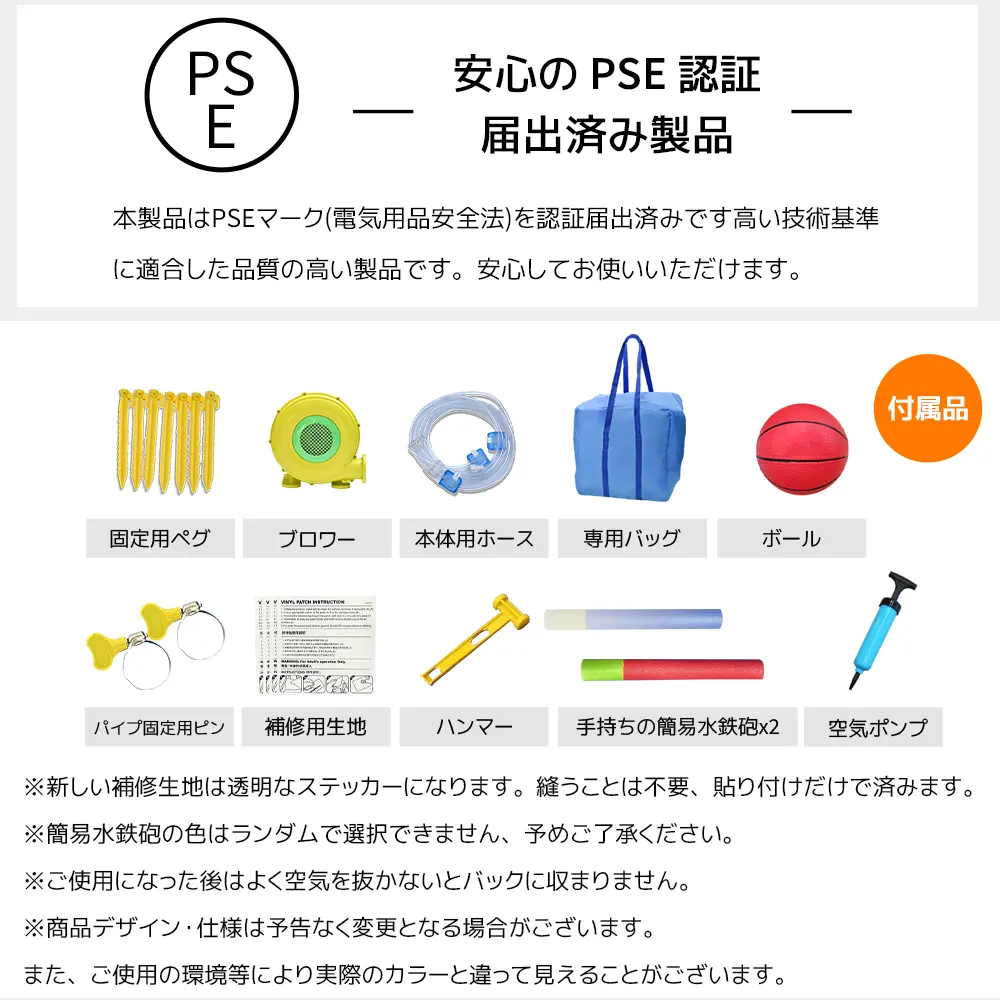 PS
E
安心の PSE 認証
届出済み製品
本製品はPSEマーク(電気用品安全法)を認証届出済みです高い技術基準
に適合した品質の高い製品です。安心してお使いいただけます。
付属品
固定用ペグ
ブロワー
本体用ホース
専用バッグ
ボール
VINYL PATCH INSTRUCTION
WARNING: For Adult's operation Only
パイプ固定用ピン
補修用生地
ハンマー
手持ちの簡易水鉄砲x2
空気ポンプ
※新しい補修生地は透明なステッカーになります。縫うことは不要、貼り付けだけで済みます。
※簡易水鉄砲の色はランダムで選択できません、予めご了承ください。
※ご使用になった後はよく空気を抜かないとバックに収まりません。
※商品デザイン・仕様は予告なく変更となる場合がございます。
また、ご使用の環境等により実際のカラーと違って見えることがございます。